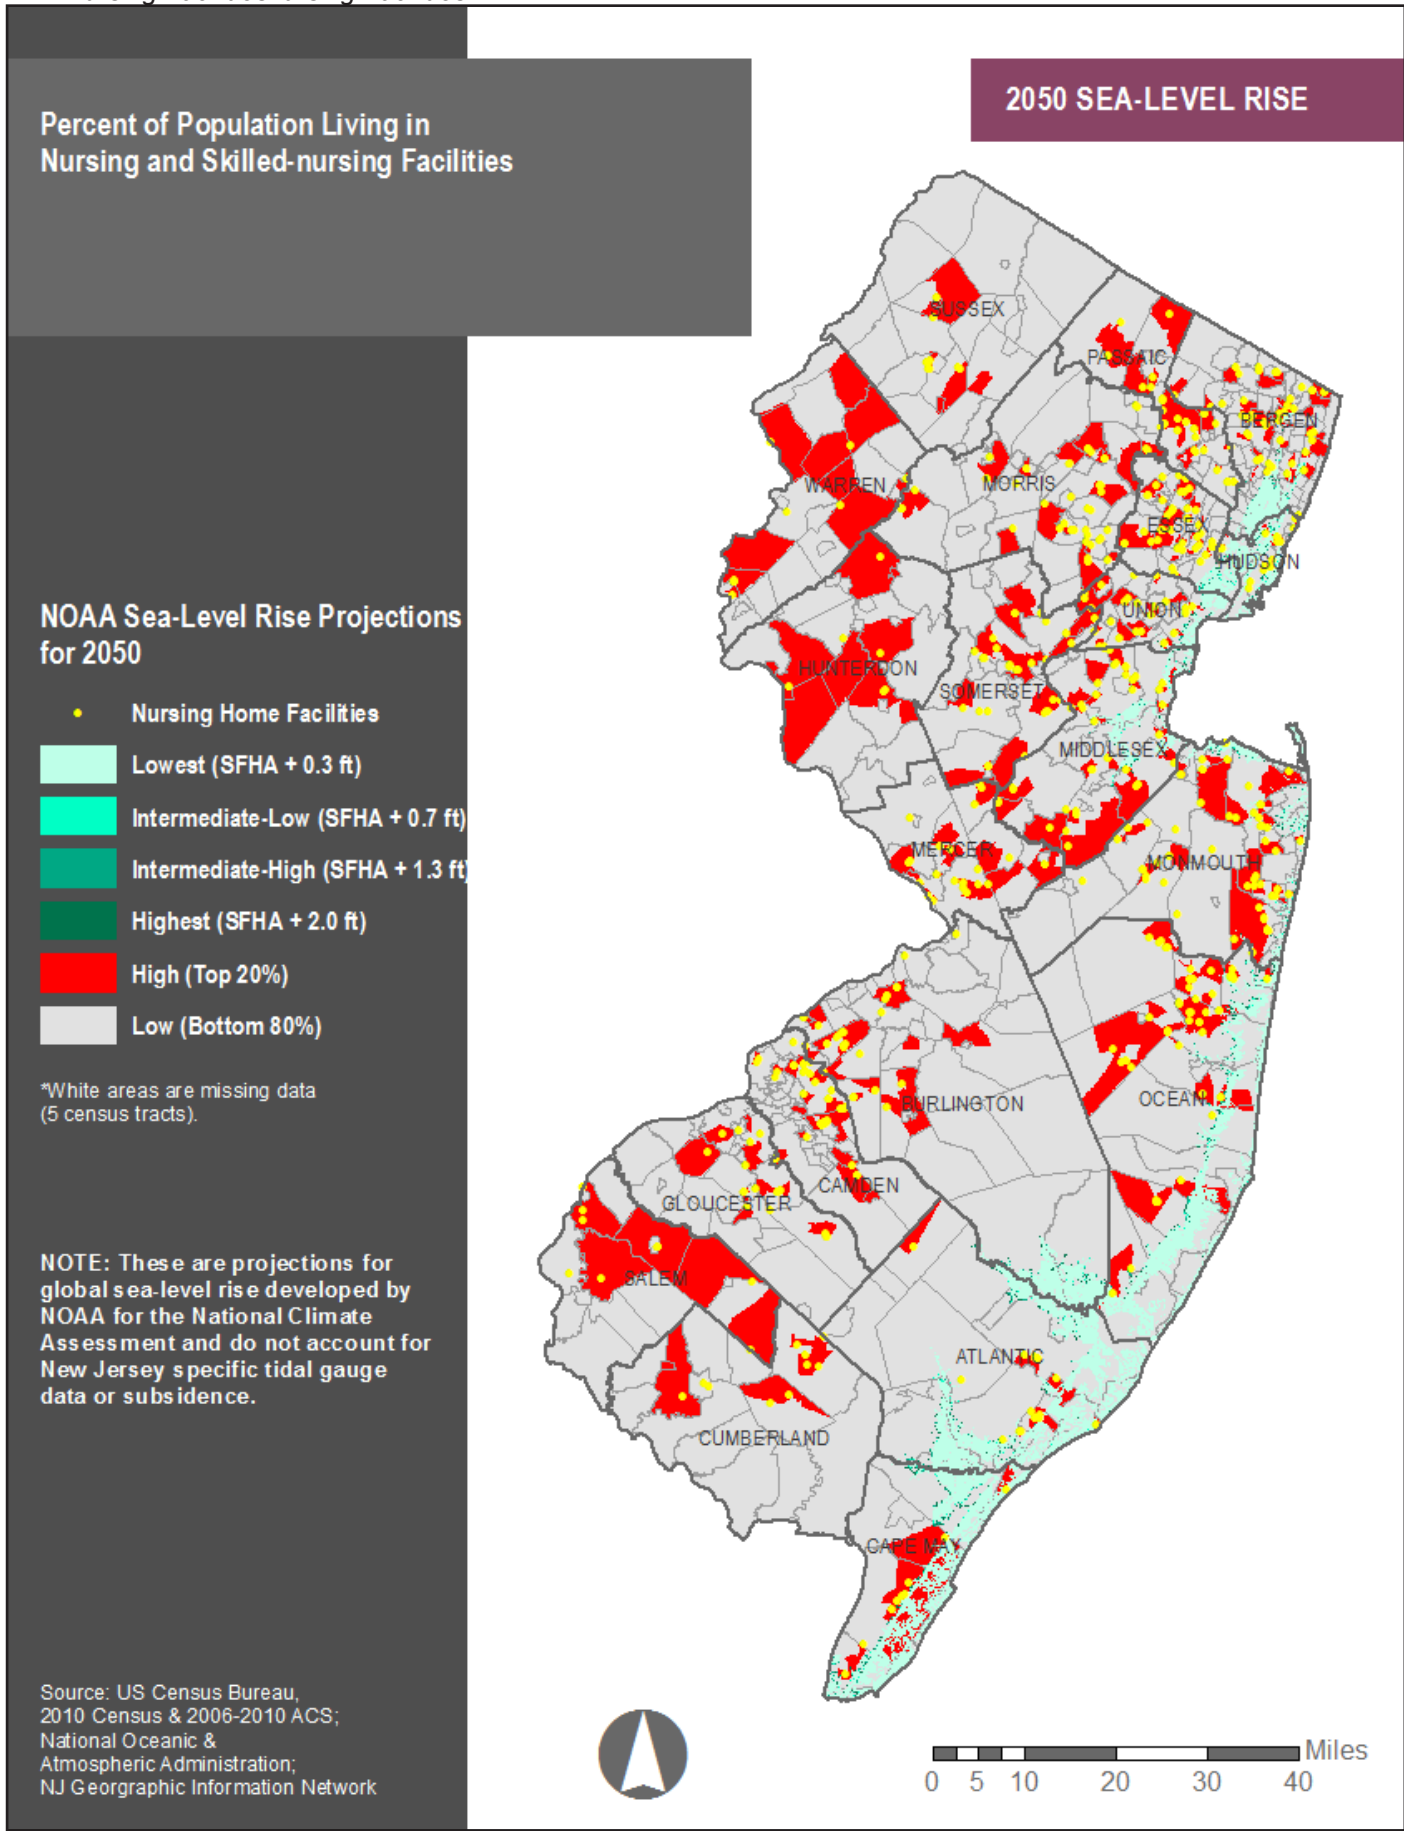 Percent of Population Living in
Nursing and Skilled-nursing Facilities
2050 SEA-LEVEL RISE
SUSSEX
PASSAIC
BERGEN
WARREN
MORRIS
ESSEX
HUDSON
UNION
HUNTERDON
SOMERSET
MIDDLESEX
MERCER
MONMOUTH
OCEAN
BURLINGTON
CAMDEN
GLOUCESTER
SALEM
ATLANTIC
CUMBERLAND
CAPE MAY
NOAA Sea-Level Rise Projections
for 2050
Nursing Home Facilities
Lowest (SFHA + 0.3 ft)
Intermediate-Low (SFHA + 0.7 ft)
Intermediate-High (SFHA + 1.3 ft)
Highest (SFHA + 2.0 ft)
High (Top 20%)
Low (Bottom 80%)
*White areas are missing data
(5 census tracts).
NOTE: These are projections for
global sea-level rise developed by
NOAA for the National Climate
Assessment and do not account for
New Jersey specific tidal gauge
data or subsidence.
Source: US Census Bureau,
2010 Census & 2006-2010 ACS;
National Oceanic &
Atmospheric Administration;
NJ Georgraphic Information Network
Miles
0 5 10 20 30 40